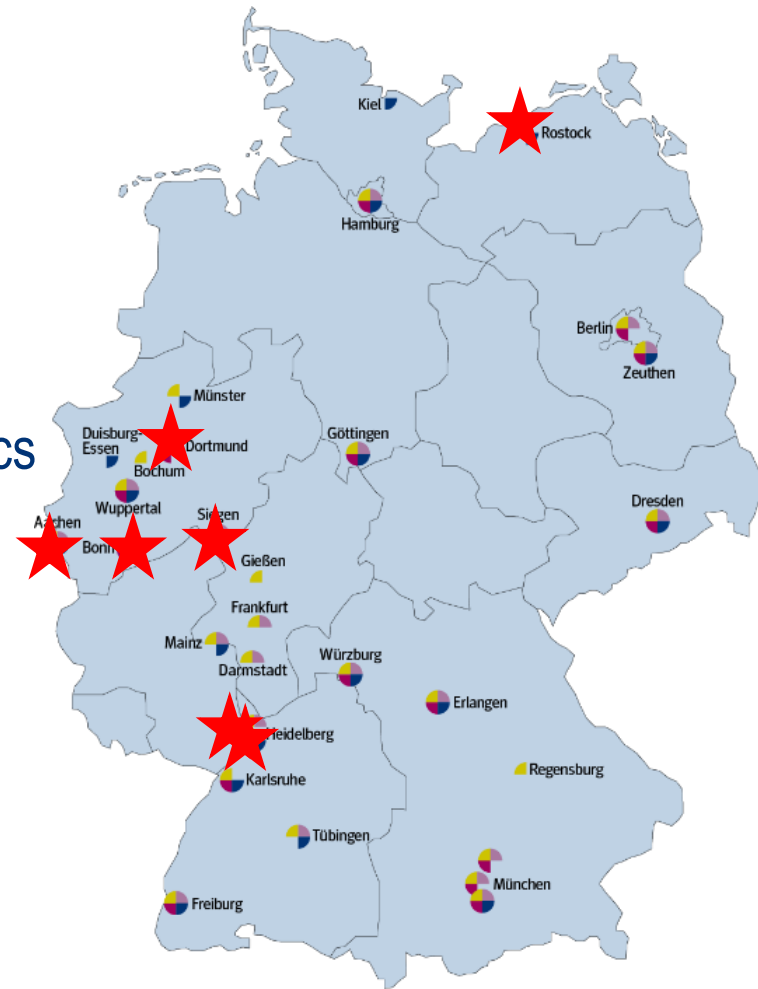 Kiel
Rostock
Hamburg
Berlin
Zeuthen
Münster
Duisburg-
Essen
Dortmund
Bochum
Göttingen
cs
Wuppertal
Dresden
Aachen
Siegen
Bonn
Gießen
Frankfurt
Mainz
Darmstadt
Würzburg
Erlangen
Heidelberg
Karlsruhe
Regensburg
Tübingen
München
Freiburg